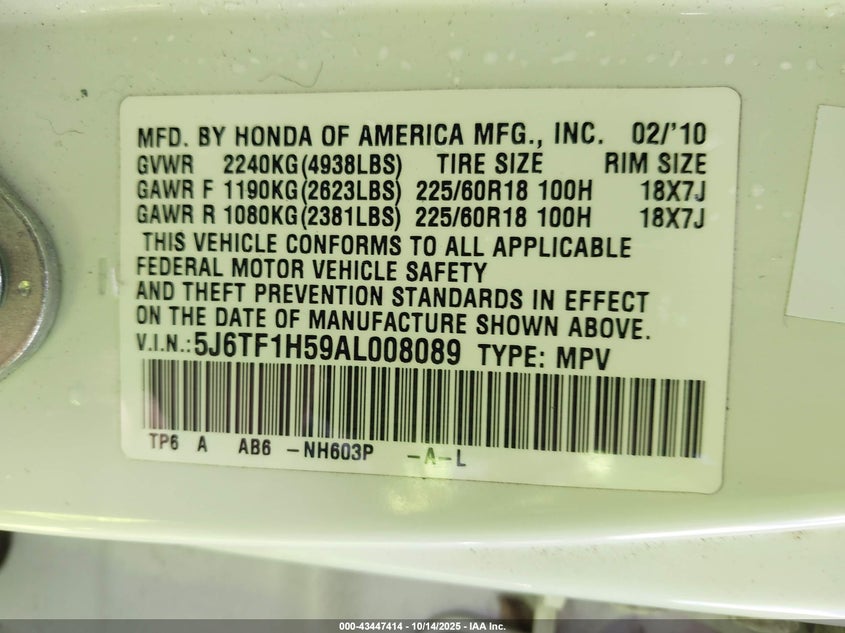 MFD. BY HONDA OF AMERICA MFG., INC. 02/'10
GVWR 2240KG(4938LBS) TIRE SIZE RIM SIZE
GAWR F 1190KG(2623LBS) 225/60R18 100H 18X7J
GAWR R 1080KG(2381LBS) 225/60R18 100H 18X7J
THIS VEHICLE CONFORMS TO ALL APPLICABLE
FEDERAL MOTOR VEHICLE SAFETY
AND THEFT PREVENTION STANDARDS IN EFFECT
ON THE DATE OF MANUFACTURE SHOWN ABOVE.
V.I.N.:5J6TF1H59AL008089 TYPE: MPV
TP6 A AB6 -NH603P -A-L
000-43447414 | 10/14/2025 - IAA Inc.